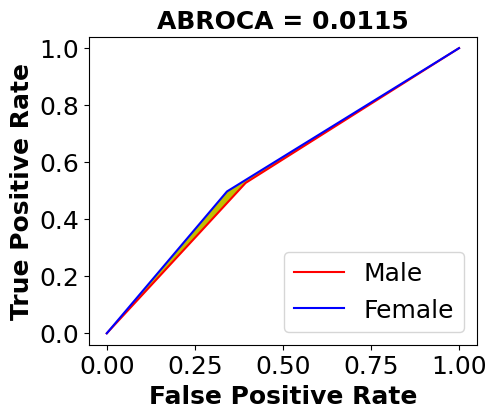 ABROCA = 0.0115
True Positive Rate
1.0
0.8
0.6
0.4
0.2
0.0
Male
Female
0.00 0.25 0.50 0.75 1.00
False Positive Rate